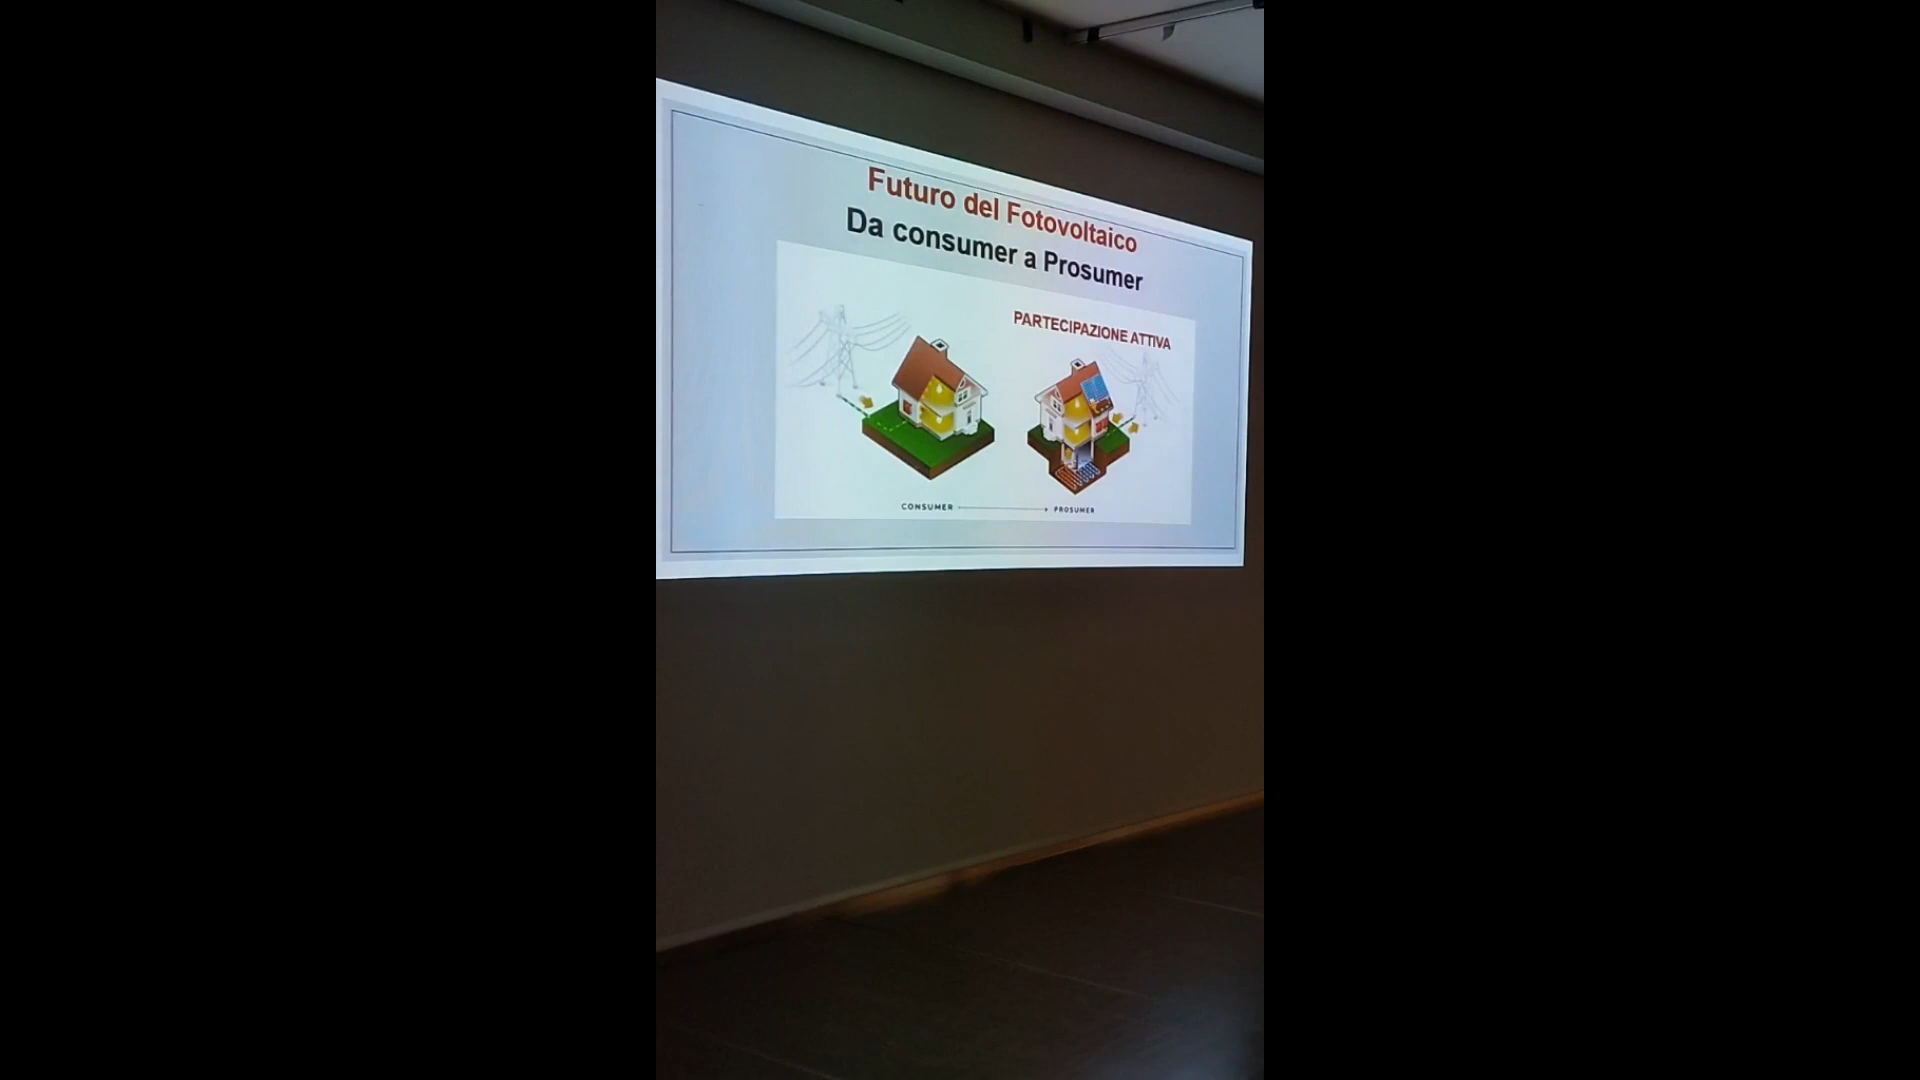 Futuro del Fotovoltaico
Da consumer a Prosumer
PARTECIPAZIONE ATTIVA
CONSUMER PROSUMER